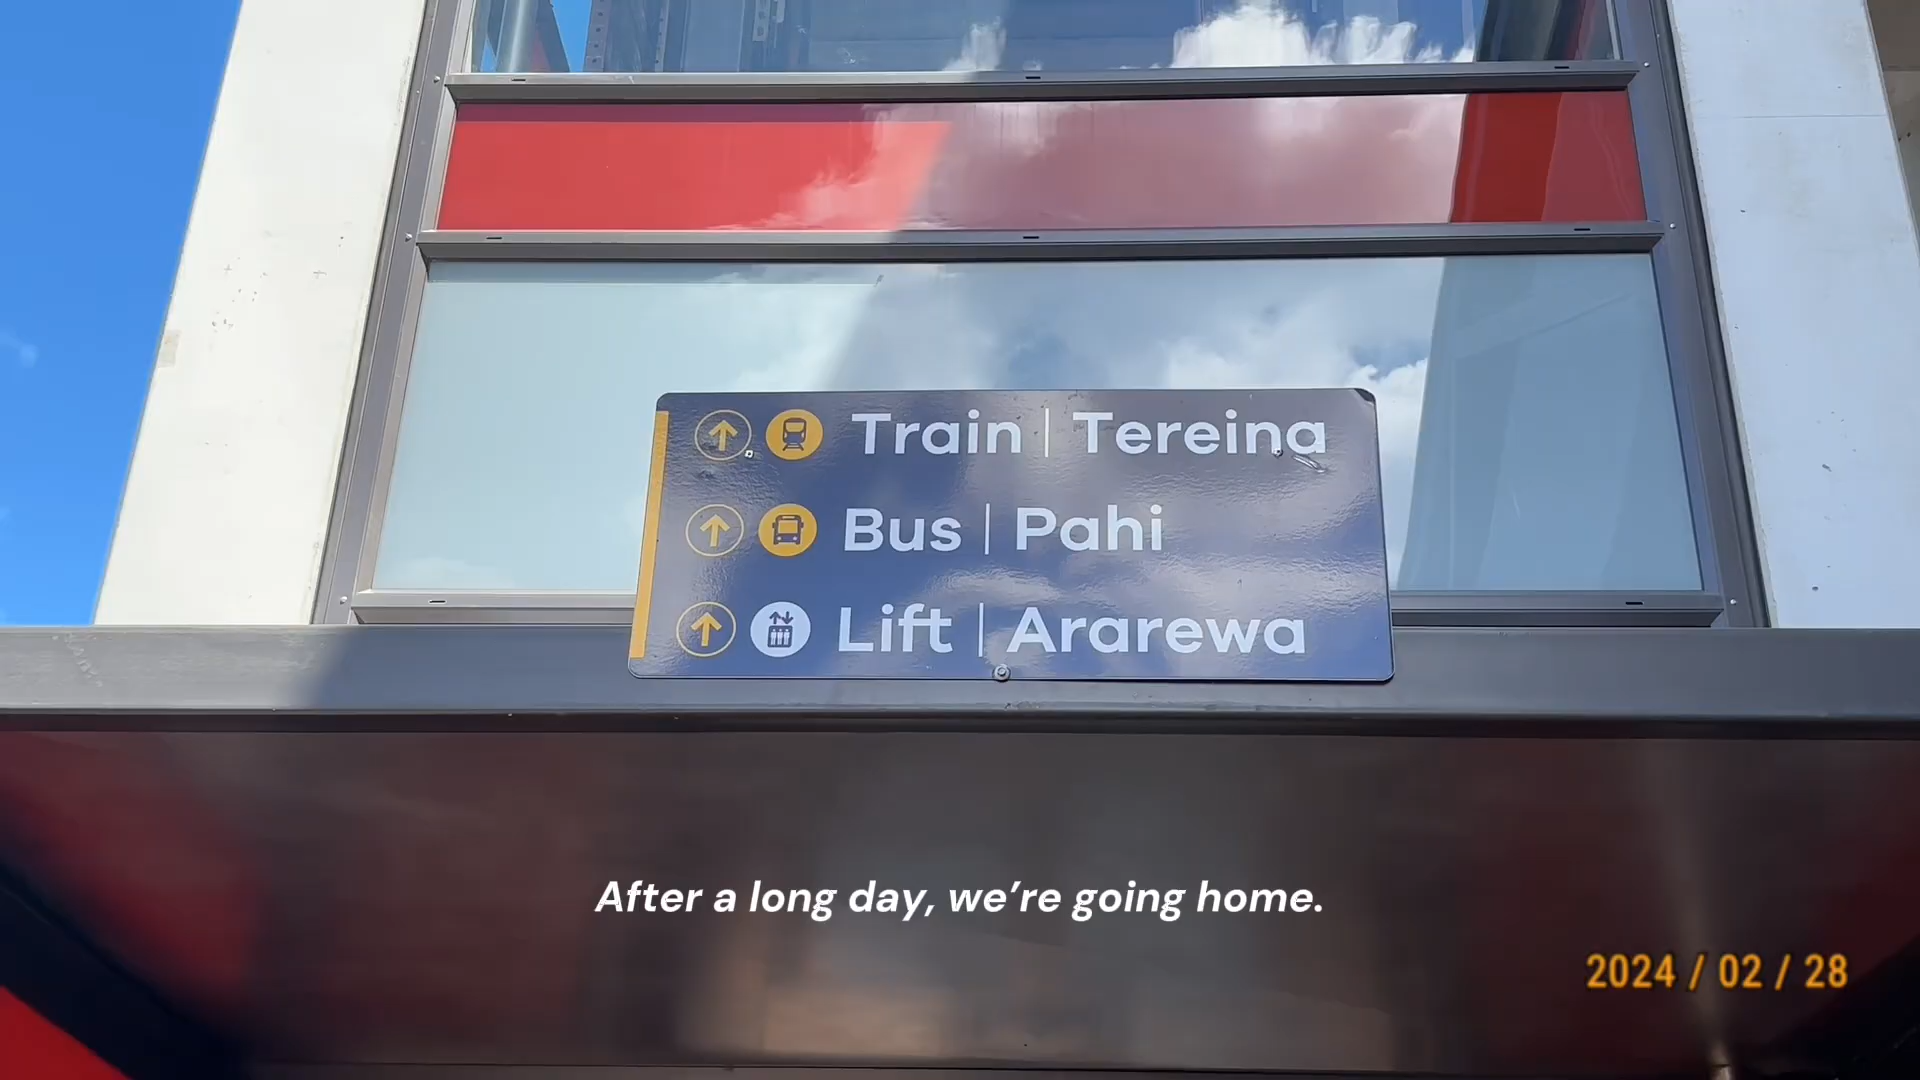 Train | Tereina
Bus | Pahi
Lift | Ararewa
After a long day, we’re going home.
2024 / 02 / 28